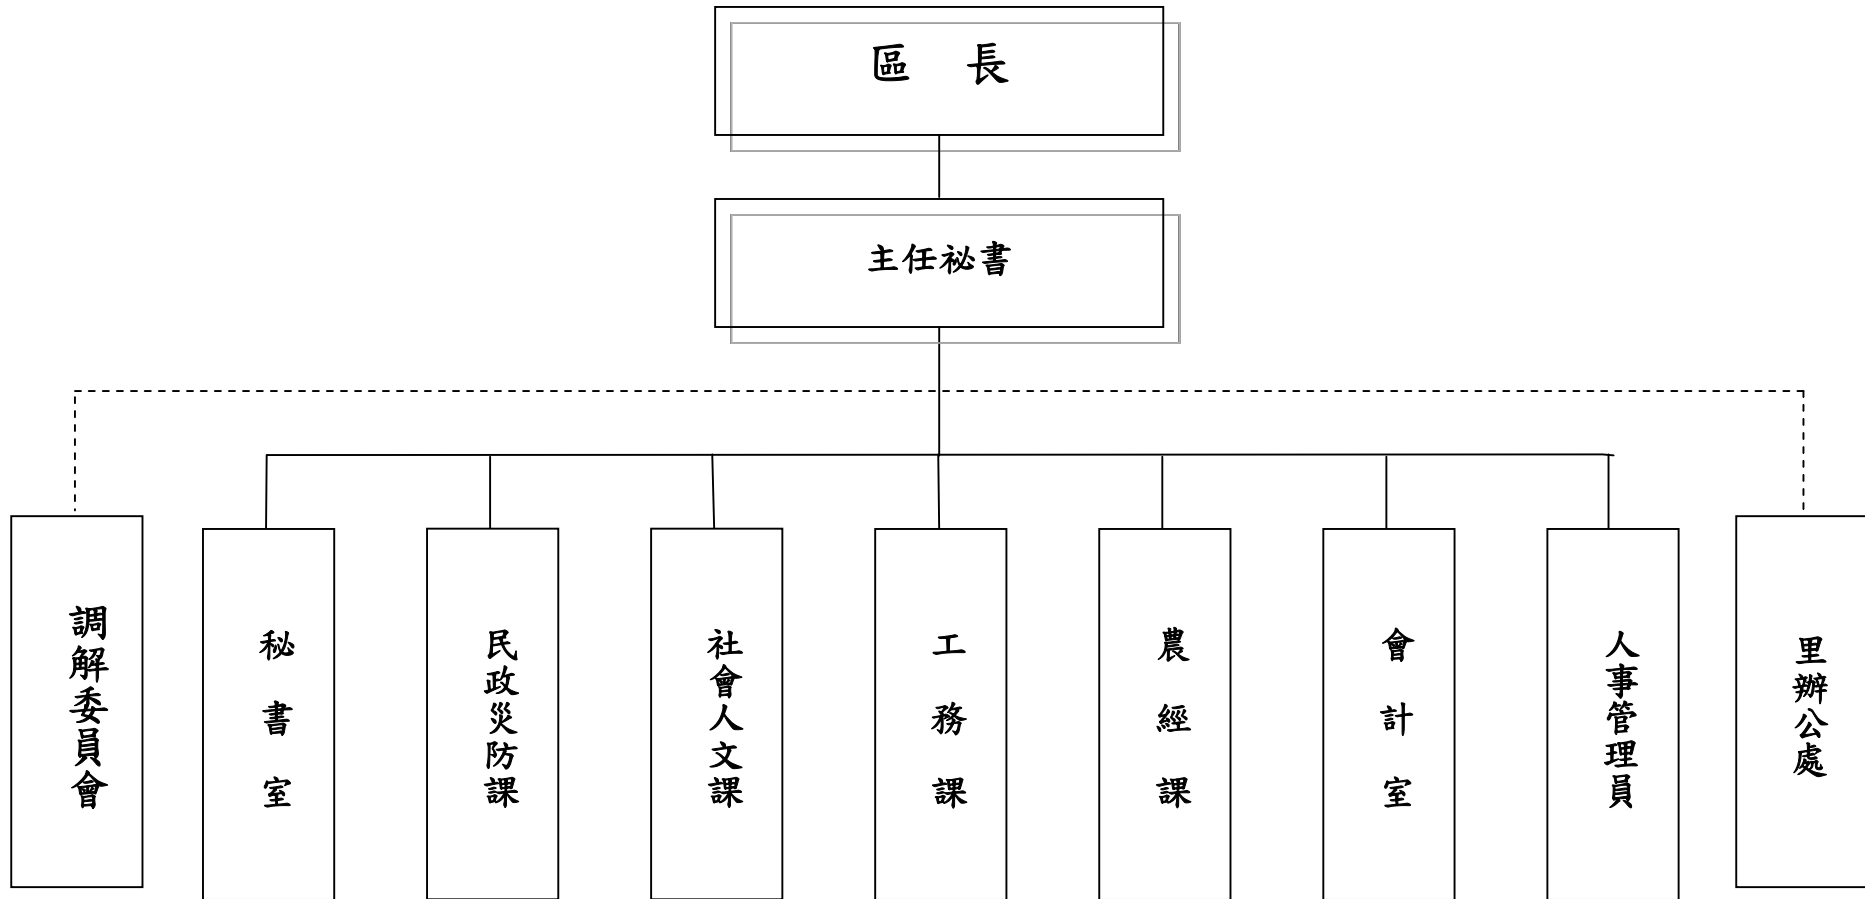 區 長
主任祕書
調解委員會
秘書室
民政災防課
社會人文課
工務課
農經課
會計室
人事管理員
里辦公處